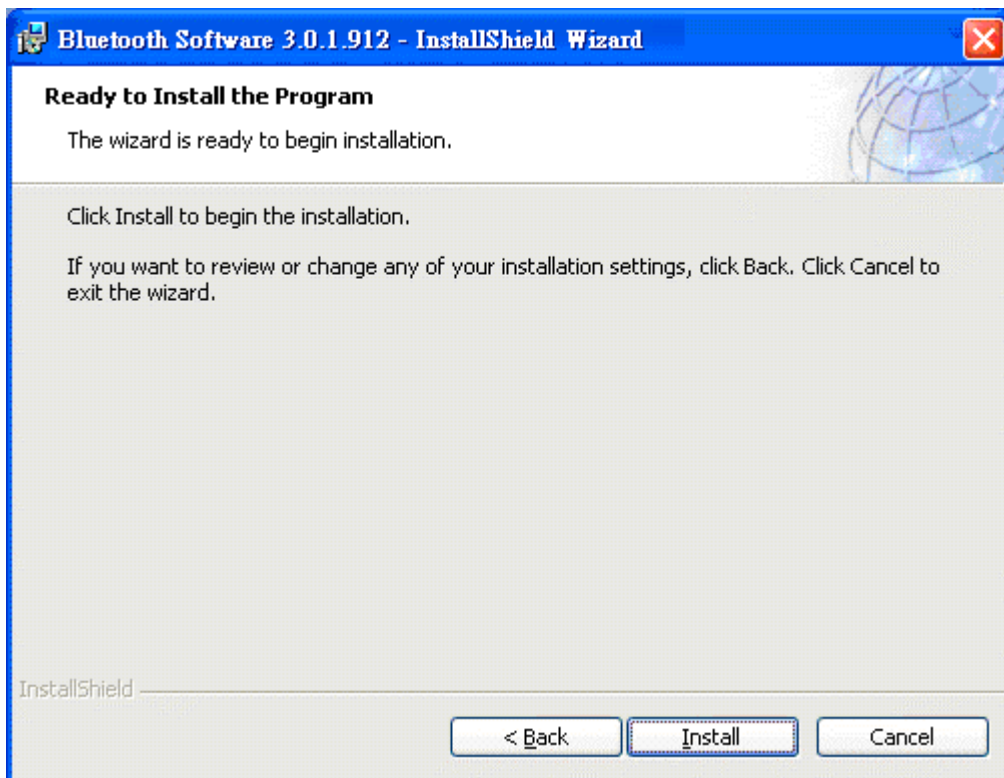 Bluetooth Software 3.0.1.912 - InstallShield Wizard
Ready to Install the Program
The wizard is ready to begin installation.
Click Install to begin the installation.
If you want to review or change any of your installation settings, click Back. Click Cancel to
exit the wizard.
InstallShield
< Back Install Cancel